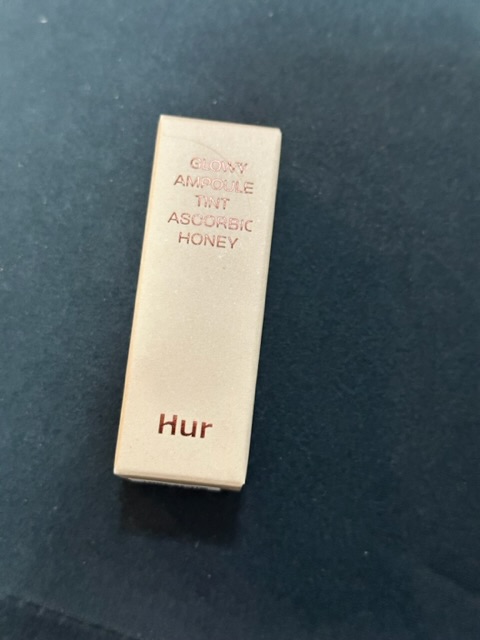 GLOWY
AMPOULE
TINT
ASCORBIC
HONEY
Hur